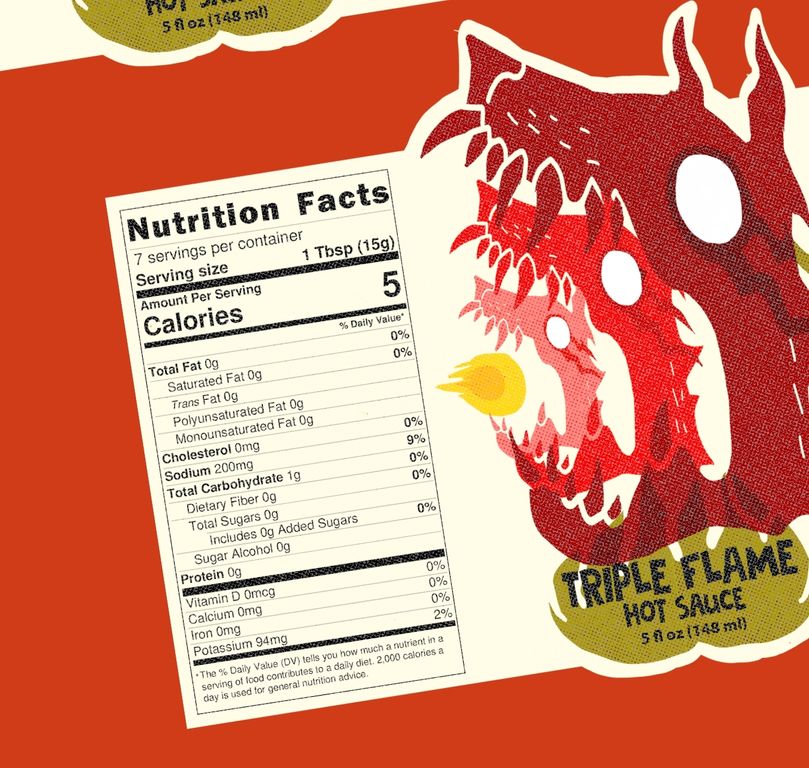 HOT SAUCE
5 fl oz (148 ml)
Nutrition Facts
7 servings per container
Serving size 1 Tbsp (15g)
Amount Per Serving
Calories 5
% Daily Value*
Total Fat 0g 0%
Saturated Fat 0g 0%
Trans Fat 0g
Polyunsaturated Fat 0g
Monounsaturated Fat 0g
Cholesterol 0mg 0%
Sodium 200mg 9%
Total Carbohydrate 1g 0%
Dietary Fiber 0g 0%
Total Sugars 0g
Includes 0g Added Sugars 0%
Sugar Alcohol 0g
Protein 0g
Vitamin D 0mcg 0%
Calcium 0mg 0%
Iron 0mg 0%
Potassium 94mg 2%
*The % Daily Value (DV) tells you how much a nutrient in a
serving of food contributes to a daily diet. 2,000 calories a
day is used for general nutrition advice.
TRIPLE FLAME
HOT SAUCE
5 fl oz (148 ml)